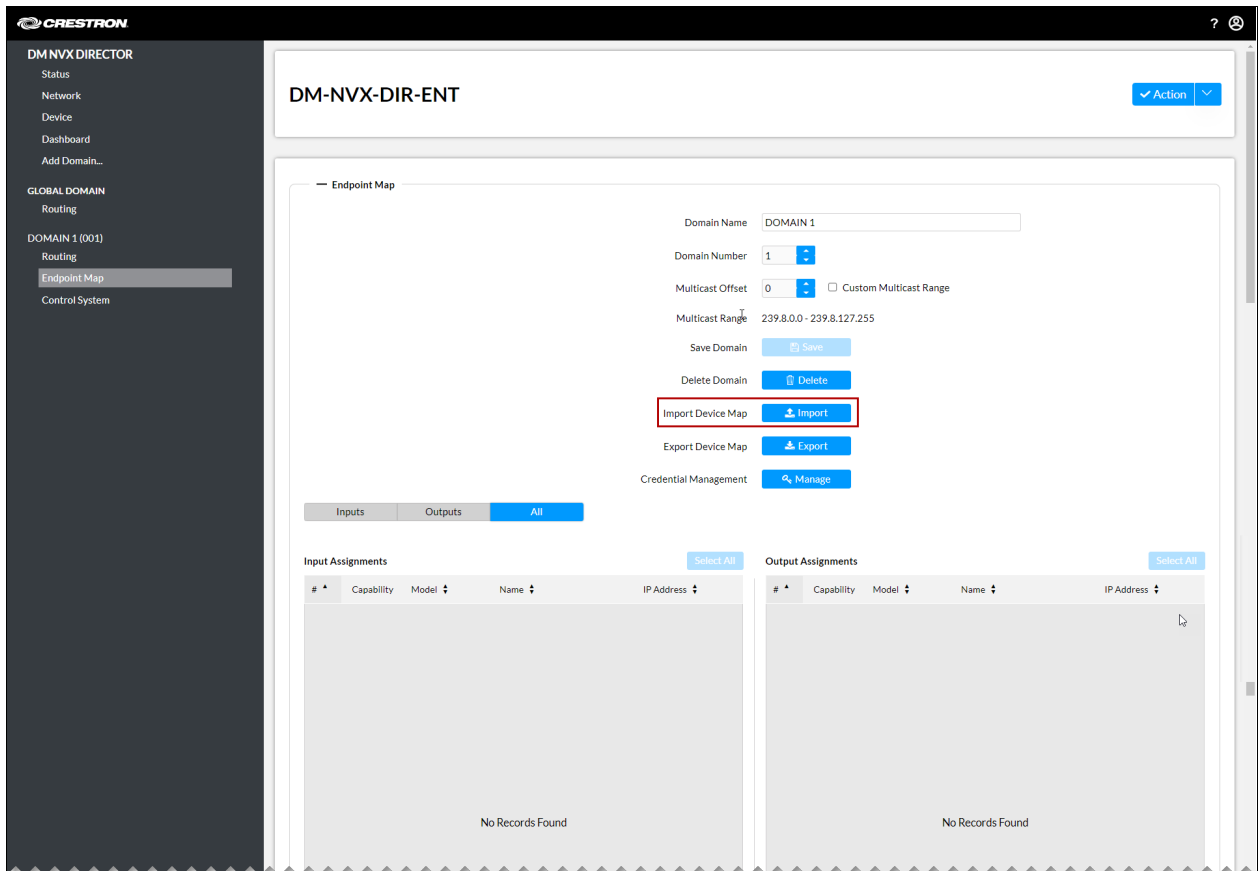 CRESTRON.
?
DM NVX DIRECTOR
Status
Network
Device
Dashboard
Add Domain...
GLOBAL DOMAIN
Routing
DOMAIN 1 (001)
Routing
Endpoint Map
Control System
DM-NVX-DIR-ENT
Action
Endpoint Map
Domain Name DOMAIN 1
Domain Number 1
Multicast Offset 0 Custom Multicast Range
Multicast Range 239.8.0.0 - 239.8.127.255
Save Domain Save
Delete Domain Delete
Import Device Map Import
Export Device Map Export
Credential Management Manage
Inputs Outputs All
Input Assignments Select All
# Capability Model Name IP Address
No Records Found
Output Assignments Select All
# Capability Model Name IP Address
No Records Found